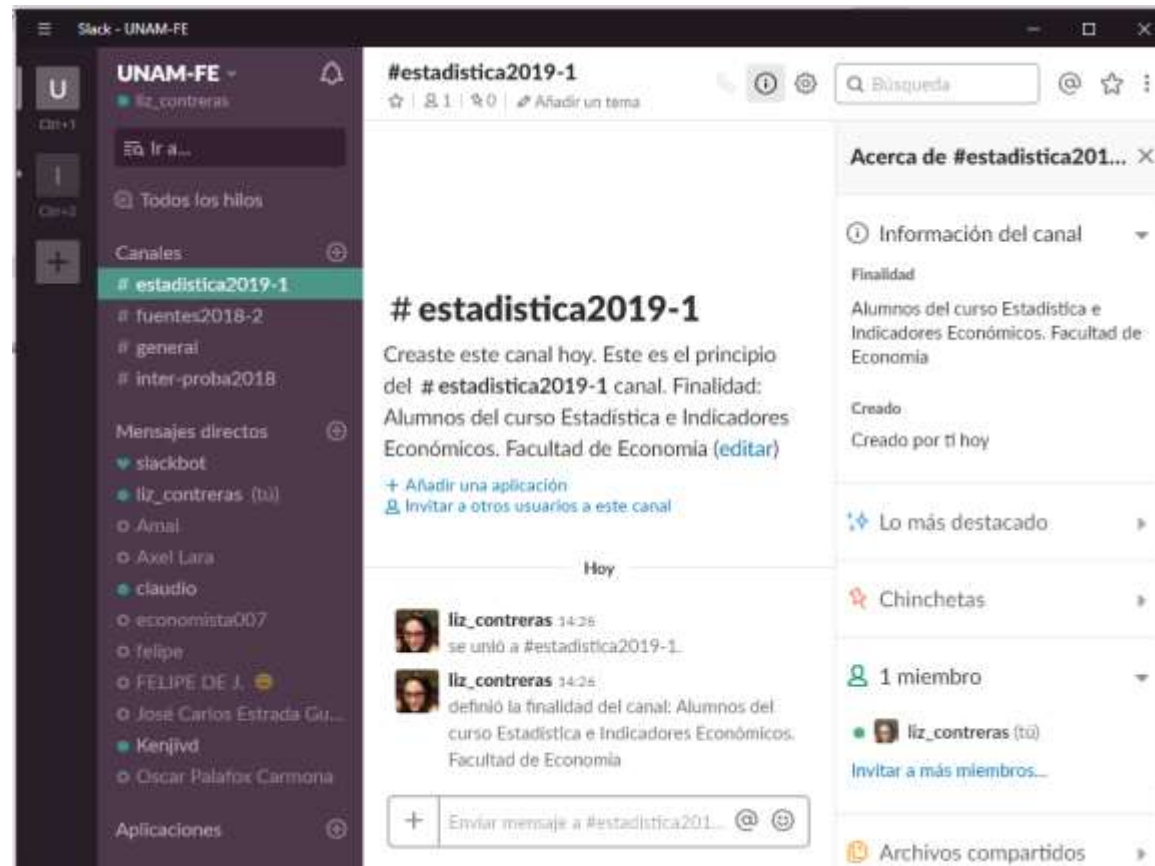 Slack - UNAM-FE
U
Ctrl+1
I
Ctrl+2
+
UNAM-FE
liz_contreras
Ir a...
Todos los hilos
Canales
# estadistica2019-1
# fuentes2018-2
# general
# inter-proba2018
Mensajes directos
slackbot
liz_contreras (tú)
Amai
Axel Lara
claudio
economista007
felipe
FELIPE DE J.
José Carlos Estrada Gu...
Kenjivd
Oscar Palafox Carmona
Aplicaciones
#estadistica2019-1
1 | 0 | Añadir un tema
Búsqueda
# estadistica2019-1
Creaste este canal hoy. Este es el principio
del # estadistica2019-1 canal. Finalidad:
Alumnos del curso Estadística e Indicadores
Económicos. Facultad de Economía (editar)
+ Añadir una aplicación
Invitar a otros usuarios a este canal
Hoy
liz_contreras 14:26
se unió a #estadistica2019-1.
liz_contreras 14:26
definió la finalidad del canal: Alumnos del
curso Estadística e Indicadores Económicos.
Facultad de Economía
+ Enviar mensaje a #estadistica201... @
Acerca de #estadistica201...
Información del canal
Finalidad
Alumnos del curso Estadística e
Indicadores Económicos. Facultad de
Economía
Creado
Creado por ti hoy
Lo más destacado
Chinchetas
1 miembro
liz_contreras (tú)
Invitar a más miembros...
Archivos compartidos